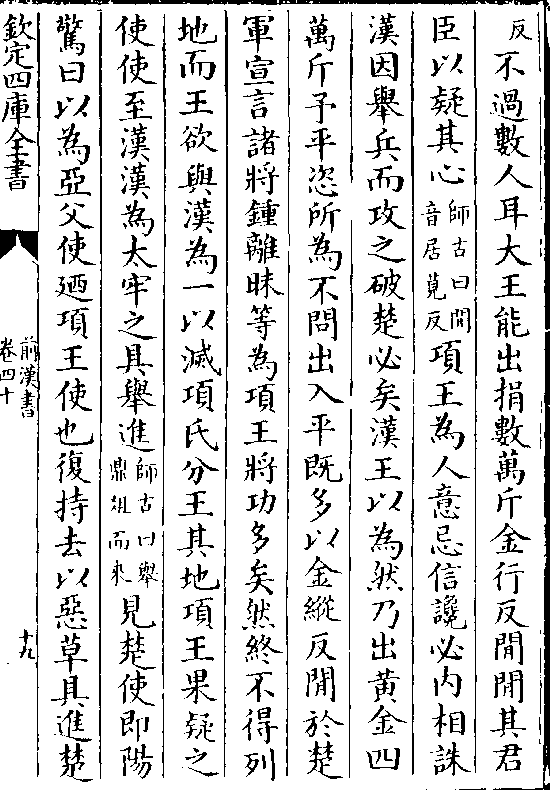 反不過數人耳大王能出捐數萬斤金行反間間其君
臣以疑其心師古曰間音居莧反項王為人意忌信讒必内相誅
漢因舉兵而攻之破楚必矣漢王以為然乃出黄金四
萬斤予平恣所為不問出入平既多以金縱反間於楚
軍宣言諸將鍾離昧等為項王將功多矣然終不得列
地而王欲與漢為一以滅項氏分王其地項王果疑之
使使至漢漢為太牢之具舉進師古曰舉鼎俎而來見楚使即陽
驚曰以為亞父使廼項王使也復持去以惡草具進楚
欽定四庫全書
前漢書
卷四十
十九